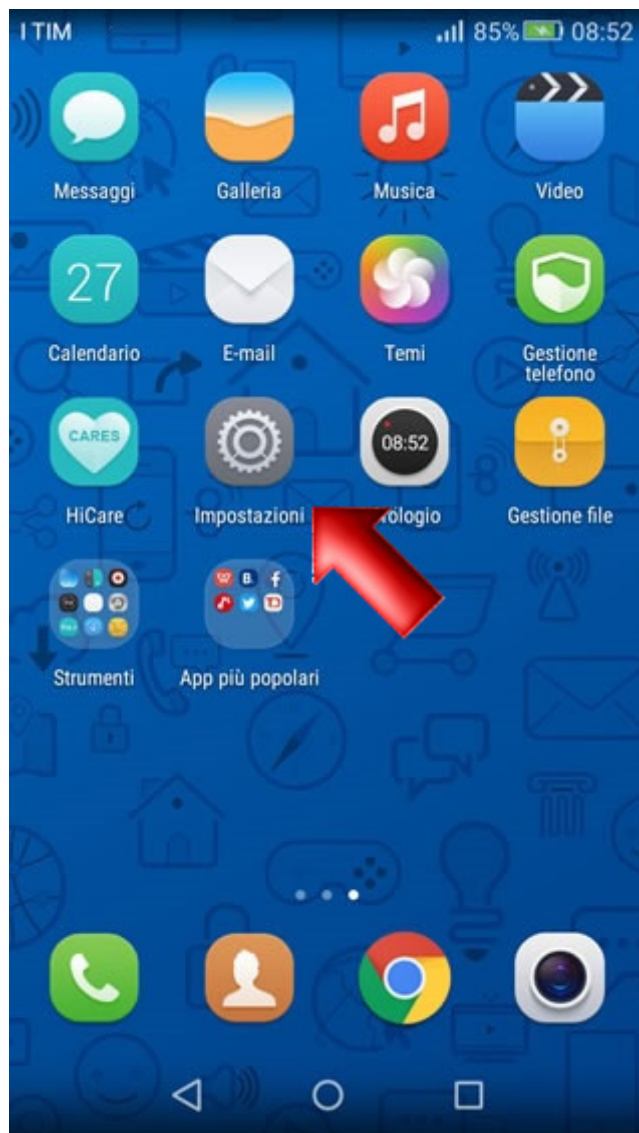 I TIM 85% 08:52
Messaggi Galleria Musica Video
27
Calendario E-mail Temi Gestione
telefono
CARES 08:52
HiCare Impostazioni rologio Gestione file
B. f
Strumenti App più popolari